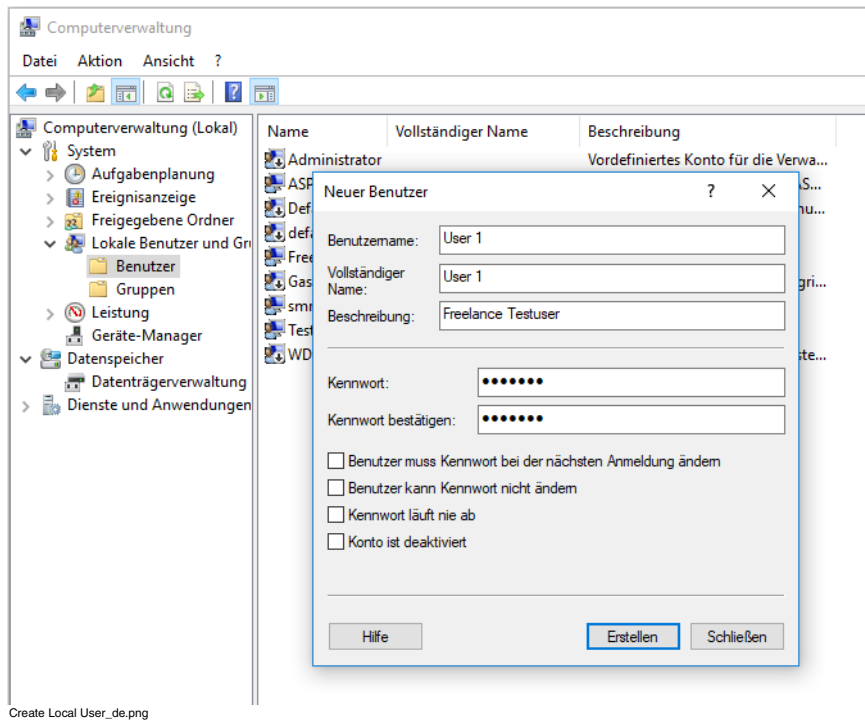 Computerverwaltung
Datei Aktion Ansicht ?
Computerverwaltung (Lokal)
System
Aufgabenplanung
Ereignisanzeige
Freigegebene Ordner
Lokale Benutzer und Gru
Benutzer
Gruppen
Leistung
Geräte-Manager
Datenspeicher
Datenträgerverwaltung
Dienste und Anwendungen
Name Vollständiger Name Beschreibung
Administrator Vordefiniertes Konto für die Verwa...
ASP
Def
defa
Free
Gas
smr
Test
WD
Neuer Benutzer ?
Benutzername: User 1
Vollständiger
Name: User 1
Beschreibung: Freelance Testuser
Kennwort: •••••••
Kennwort bestätigen: •••••••
Benutzer muss Kennwort bei der nächsten Anmeldung ändern
Benutzer kann Kennwort nicht ändern
Kennwort läuft nie ab
Konto ist deaktiviert
Hilfe Erstellen Schließen
Create Local User_de.png